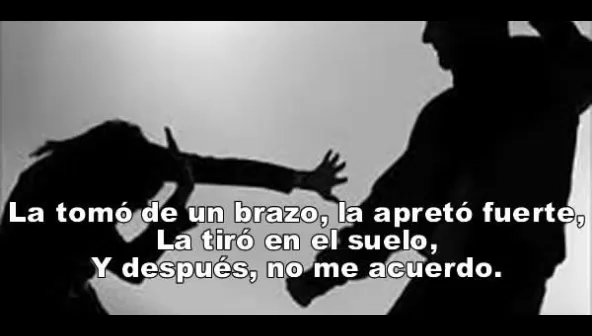 La tomó de un brazo, la apretó fuerte,
La tiró en el suelo,
Y después, no me acuerdo.